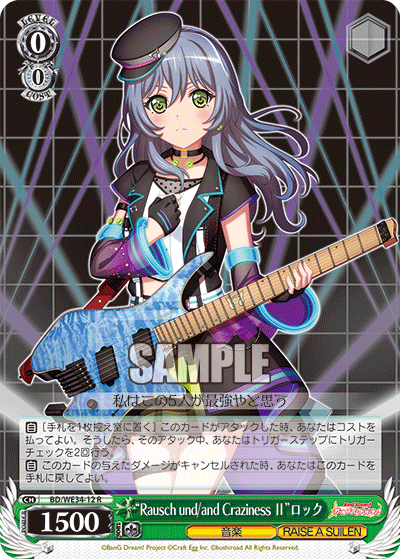 LEVEL
0
0
COST
SAMPLE
私はこの5人が最強やと思う
自 [手札を1枚控え室に置く] このカードがアタックした時、あなたはコストを
払ってよい。そうしたら、そのアタック中、あなたはトリガーステップにトリガー
チェックを2回行う。
自 このカードの与えたダメージがキャンセルされた時、あなたはこのカードを
手札に戻してよい。
CH BD/WE34-12 R
1500
“Rausch und/and Craziness Ⅱ”ロック
音楽
RAISE A SUILEN
©BanG Dream! Project ©Craft Egg Inc. ©bushiroad All Rights Reserved.